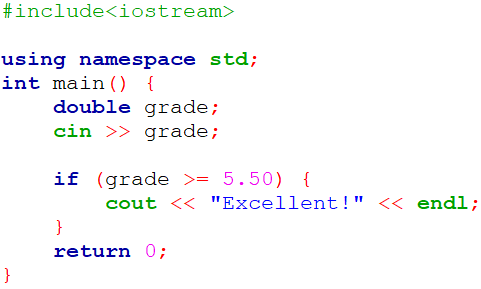 #include<iostream>

using namespace std;
int main() {
    double grade;
    cin >> grade;

    if (grade >= 5.50) {
        cout << "Excellent!" << endl;
    }
    return 0;
}